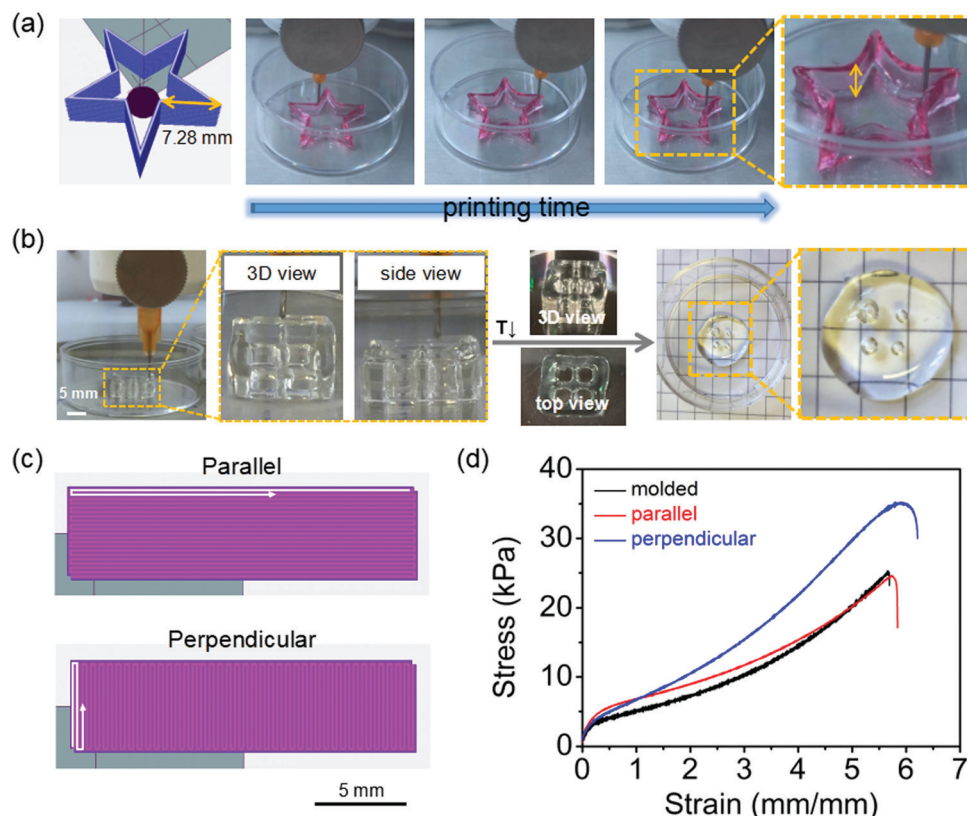 (a)
7.28 mm
printing time
(b)
3D view
side view
5 mm
T↓
3D view
top view
(c)
Parallel
Perpendicular
5 mm
(d)
40
30
20
10
0
Stress (kPa)
molded
parallel
perpendicular
0 1 2 3 4 5 6 7
Strain (mm/mm)